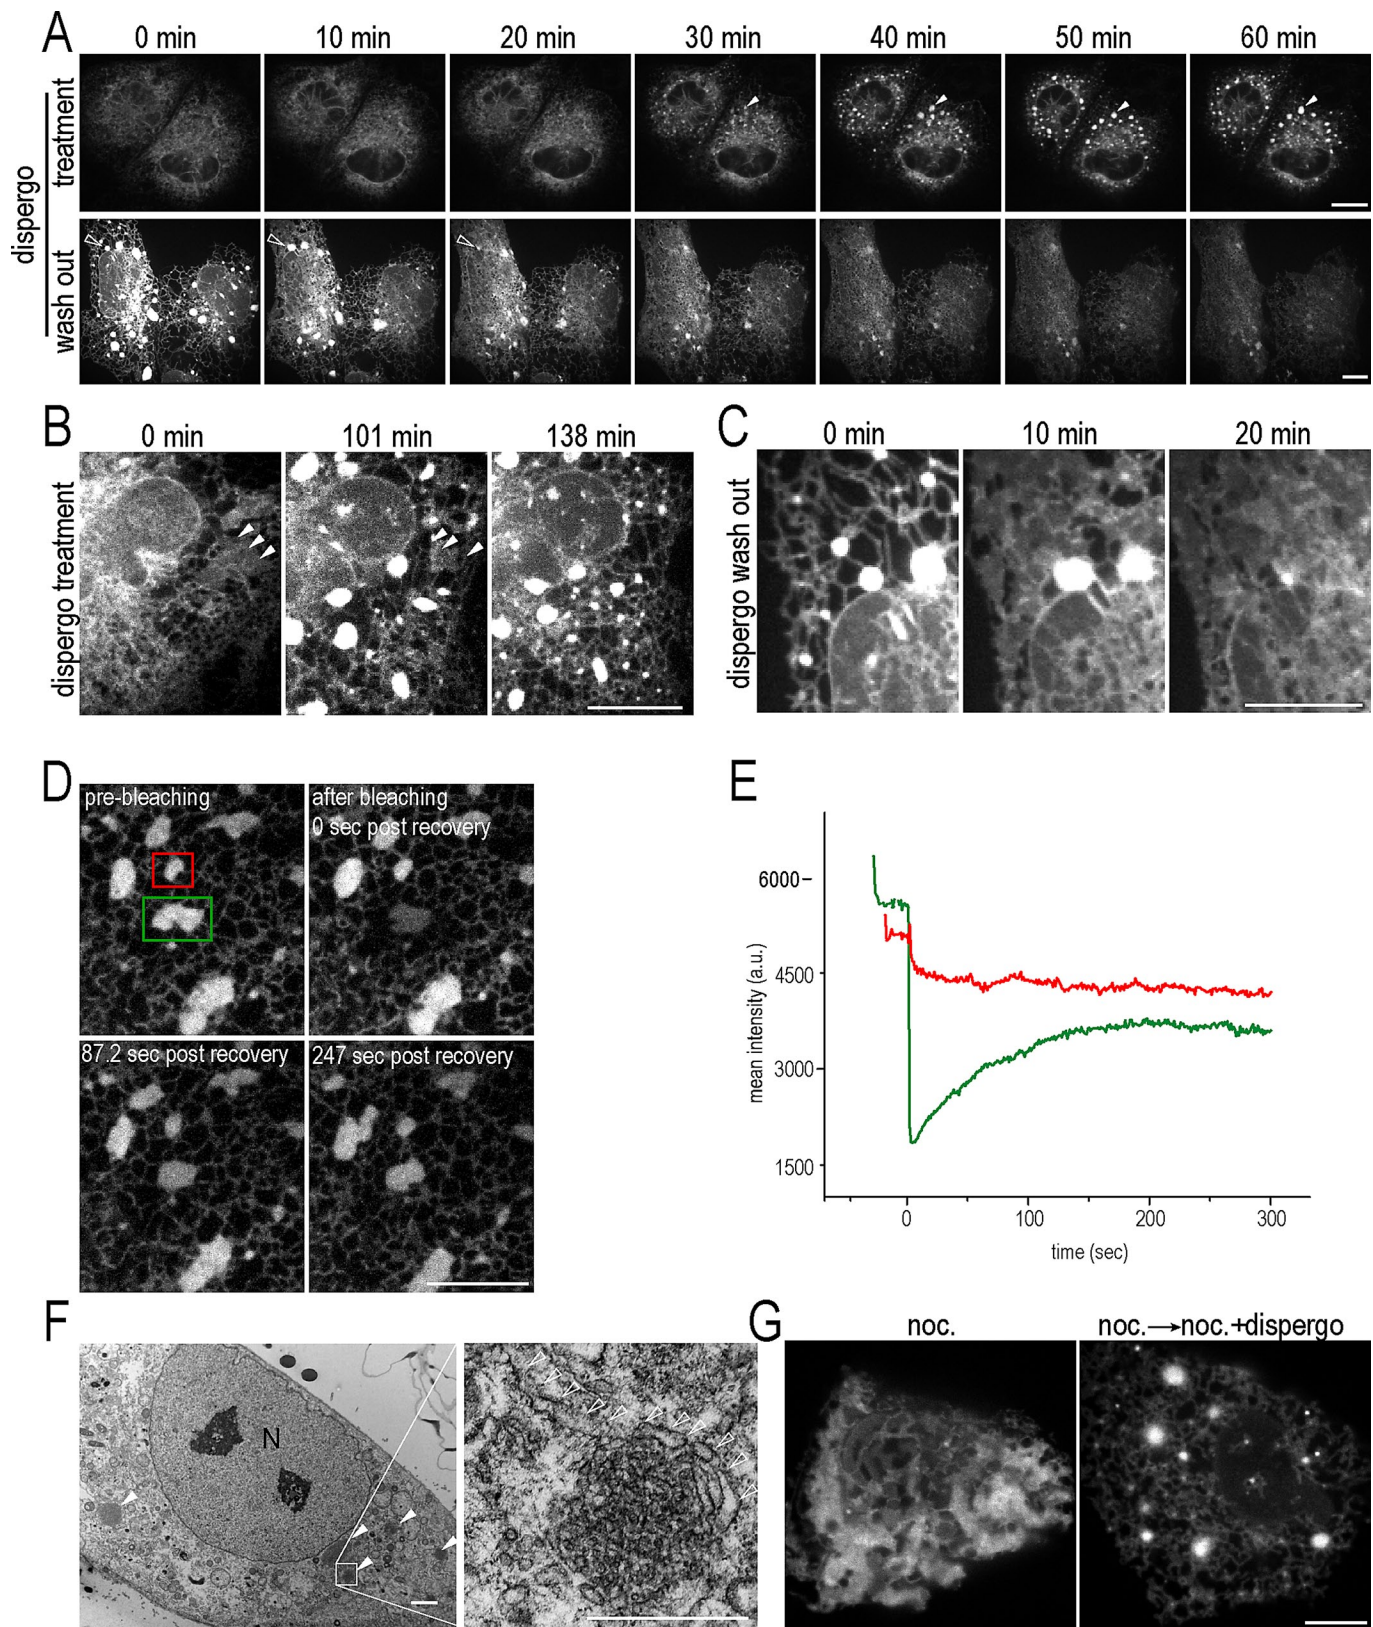 A
0 min 10 min 20 min 30 min 40 min 50 min 60 min
dispergo
treatment
wash out
B
0 min 101 min 138 min
dispergo treatment
C
0 min 10 min 20 min
dispergo wash out
D
pre-bleaching
after bleaching
0 sec post recovery
87.2 sec post recovery
247 sec post recovery
E
mean intensity (a.u.)
6000
4500
3000
1500
0 100 200 300
time (sec)
F
N
G
noc. noc.→noc.+dispergo